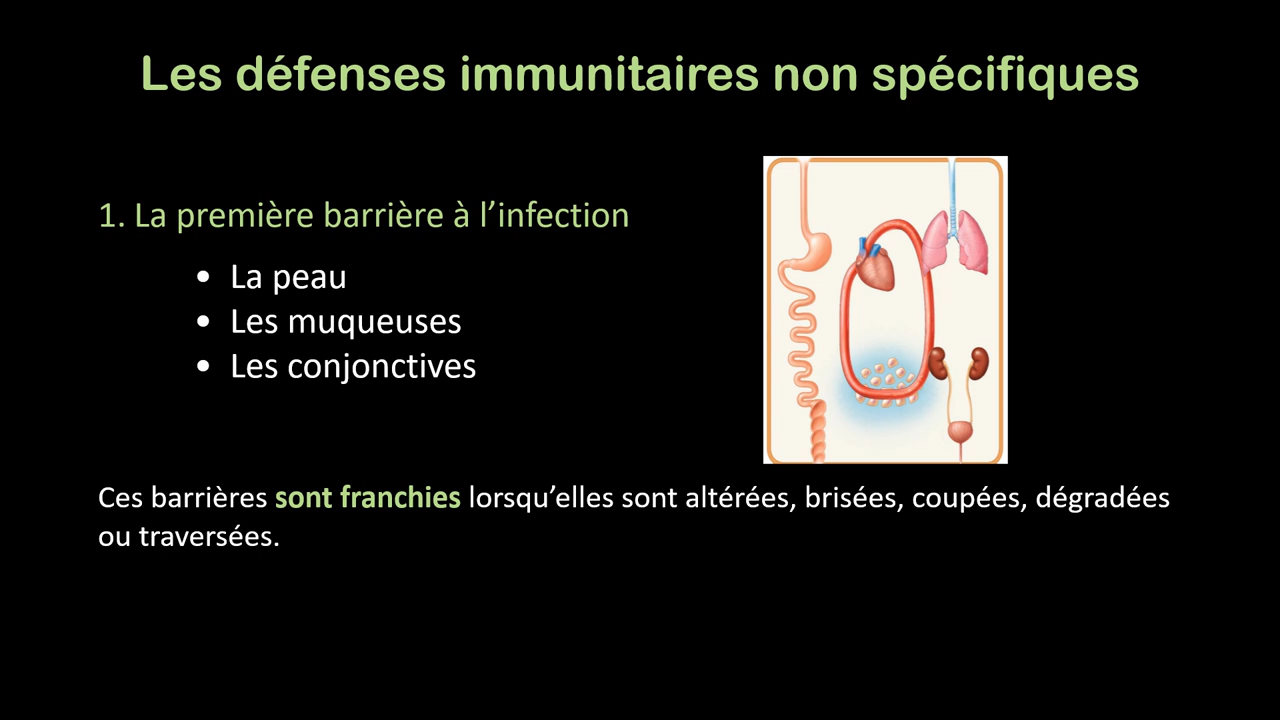 Les défenses immunitaires non spécifiques
1. La première barrière à l’infection
• La peau
• Les muqueuses
• Les conjonctives
Ces barrières sont franchies lorsqu’elles sont altérées, brisées, coupées, dégradées
ou traversées.